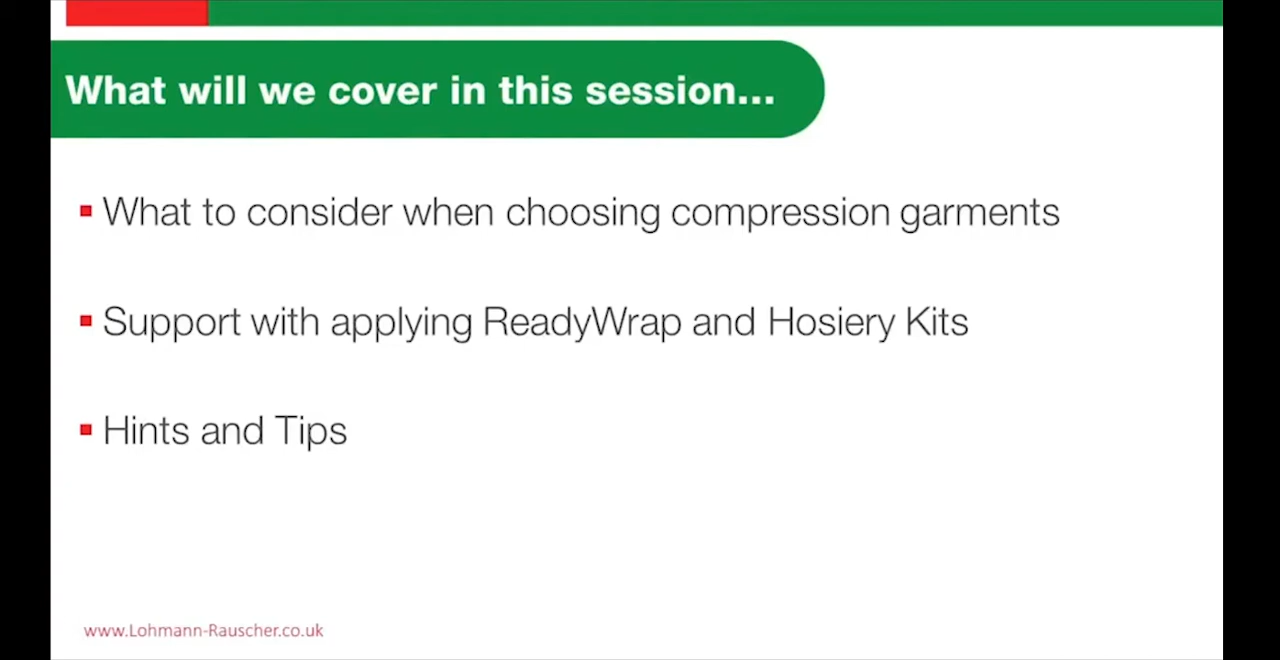 What will we cover in this session...
What to consider when choosing compression garments
Support with applying ReadyWrap and Hosiery Kits
Hints and Tips
www.Lohmann-Rauscher.co.uk